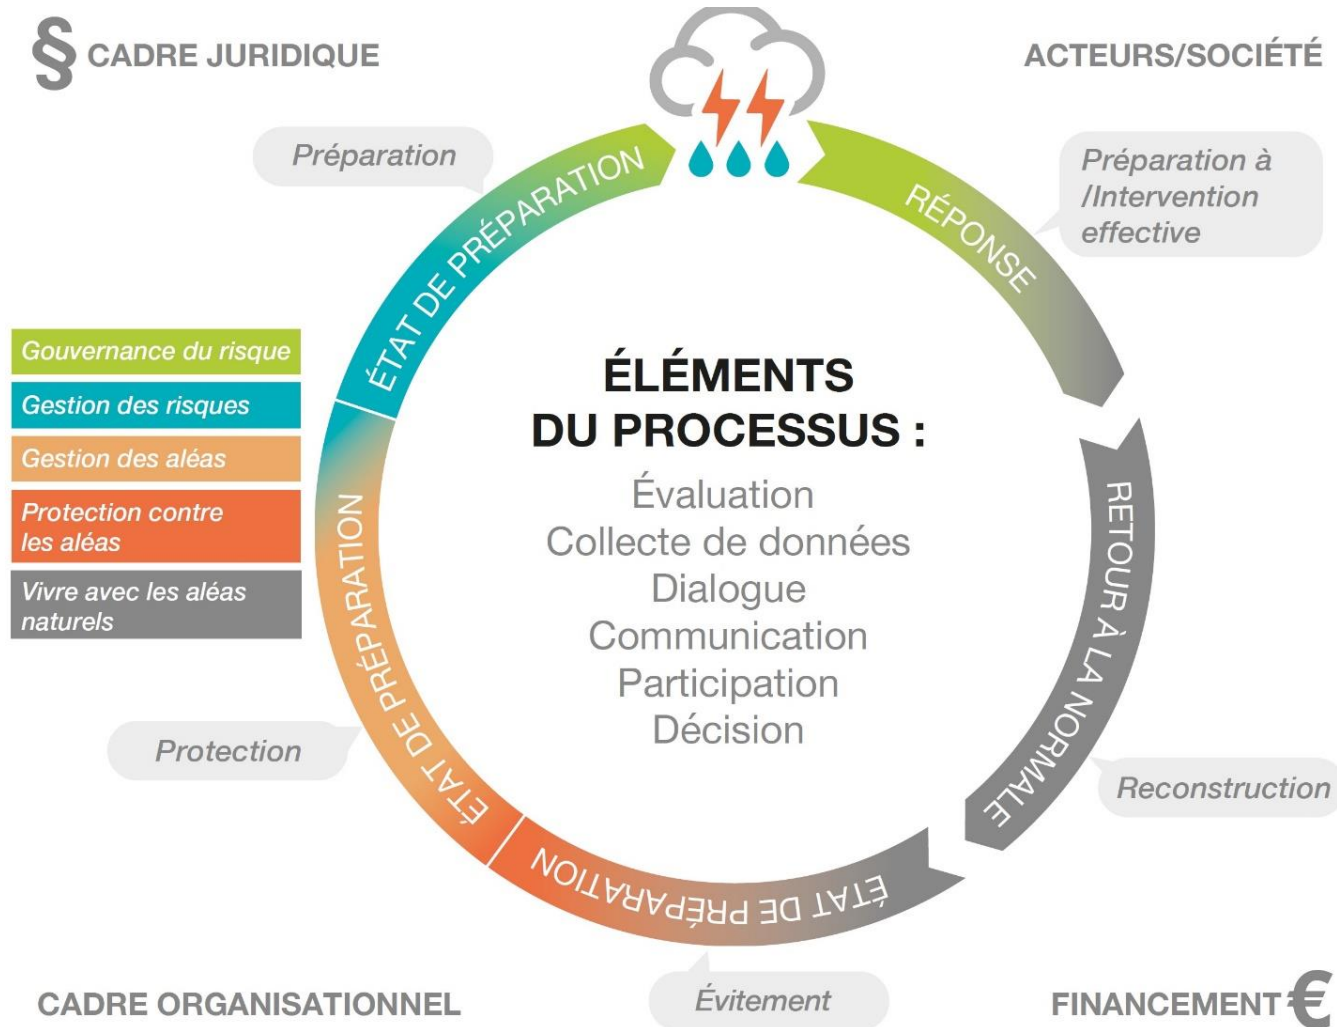 § CADRE JURIDIQUE
ACTEURS/SOCIÉTÉ
Préparation
Préparation à
/Intervention
effective
ÉTAT DE PRÉPARATION
RÉPONSE
Gouvernance du risque
Gestion des risques
Gestion des aléas
Protection contre
les aléas
Vivre avec les aléas
naturels
ÉLÉMENTS
DU PROCESSUS :
Évaluation
Collecte de données
Dialogue
Communication
Participation
Décision
ÉTAT DE PRÉPARATION
RETOUR À LA NORMALE
Protection
Reconstruction
ÉTAT DE PRÉPARATION
Évitement
CADRE ORGANISATIONNEL
FINANCEMENT €